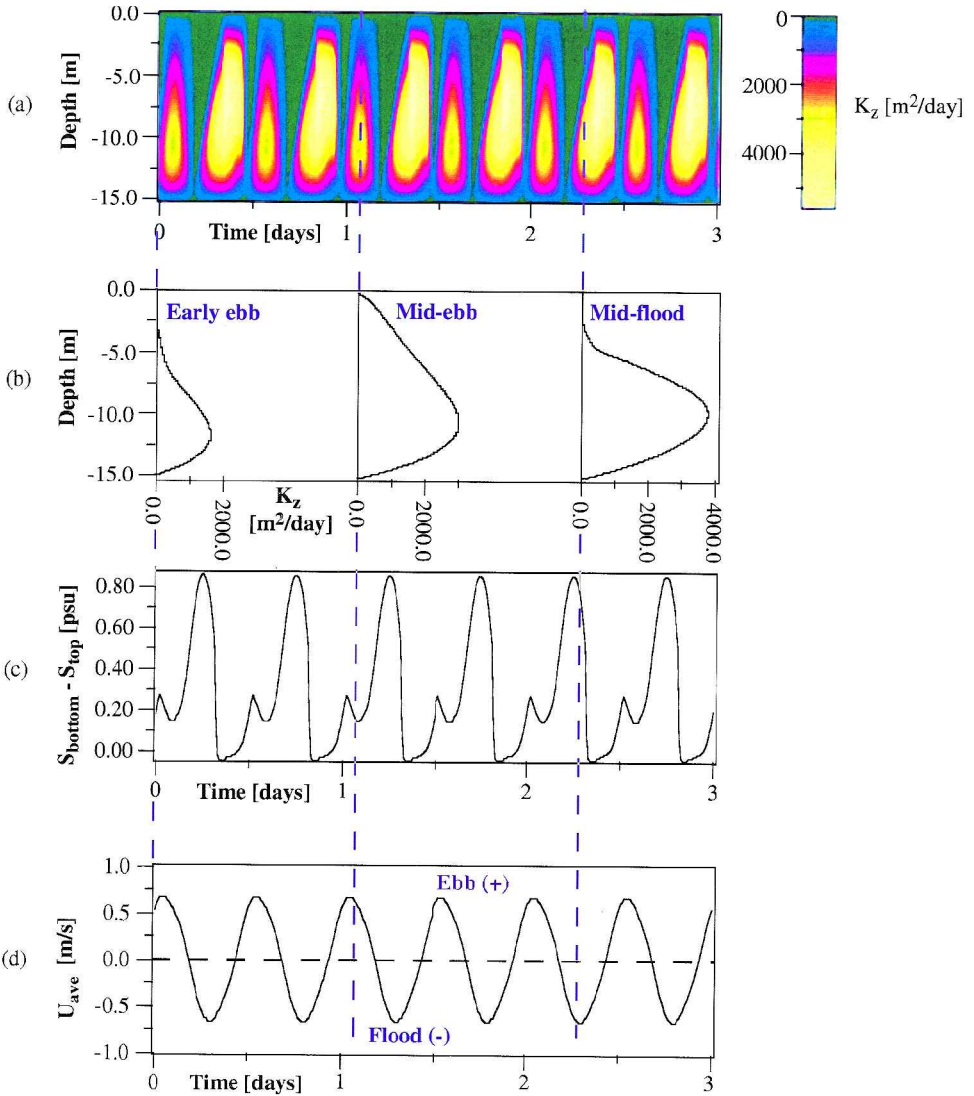 (a)
Depth [m]
0.0
-5.0
-10.0
-15.0
0 1 2 3
Time [days]
0
2000
4000
K_z [m²/day]
(b)
Depth [m]
0.0
-5.0
-10.0
-15.0
Early ebb
Mid-ebb
Mid-flood
0.0 2000.0 0.0 2000.0 0.0 2000.0 4000.0
K_z
[m²/day]
(c)
S_bottom - S_top [psu]
0.80
0.60
0.40
0.20
0.00
0 1 2 3
Time [days]
(d)
U_ave [m/s]
1.0
0.5
0.0
-0.5
-1.0
Ebb (+)
Flood (-)
0 1 2 3
Time [days]